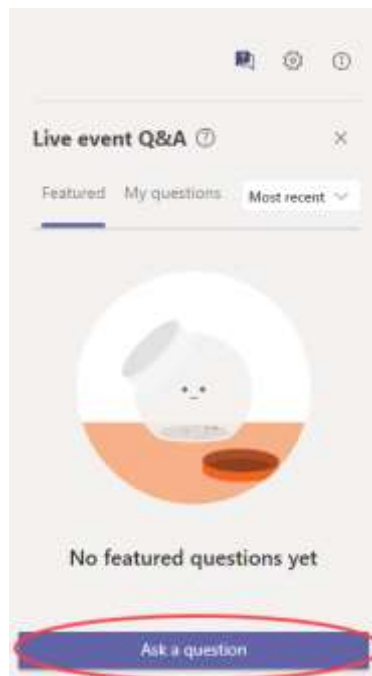 Live event Q&A
Featured My questions Most recent
No featured questions yet
Ask a question